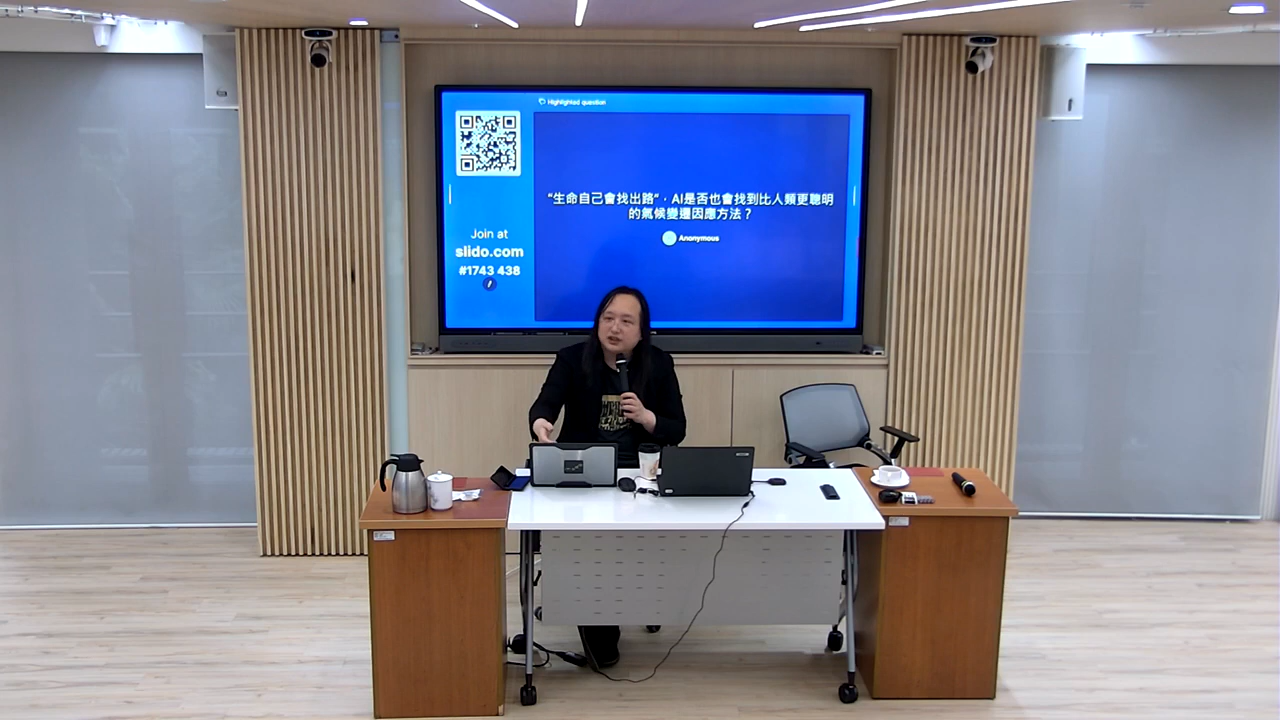 Highlighted question
"生命自己會找出路"，AI是否也會找到比人類更聰明
的氣候變遷因應方法？
Anonymous
Join at
slido.com
#1743 438